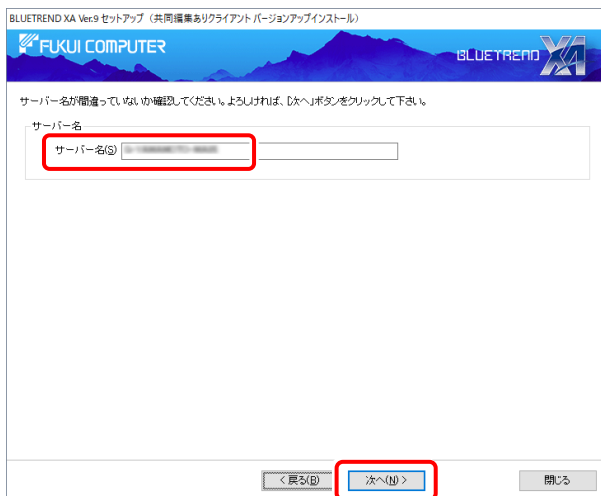 BLUETREND XA Ver.9 セットアップ（共同編集ありクライアント バージョンアップインストール）
FUKUI COMPUTER
BLUETREND XA
サーバー名が間違っていないか確認してください。よろしければ、[次へ]ボタンをクリックして下さい。
サーバー名
サーバー名(S)
< 戻る(B)
次へ(N) >
閉じる